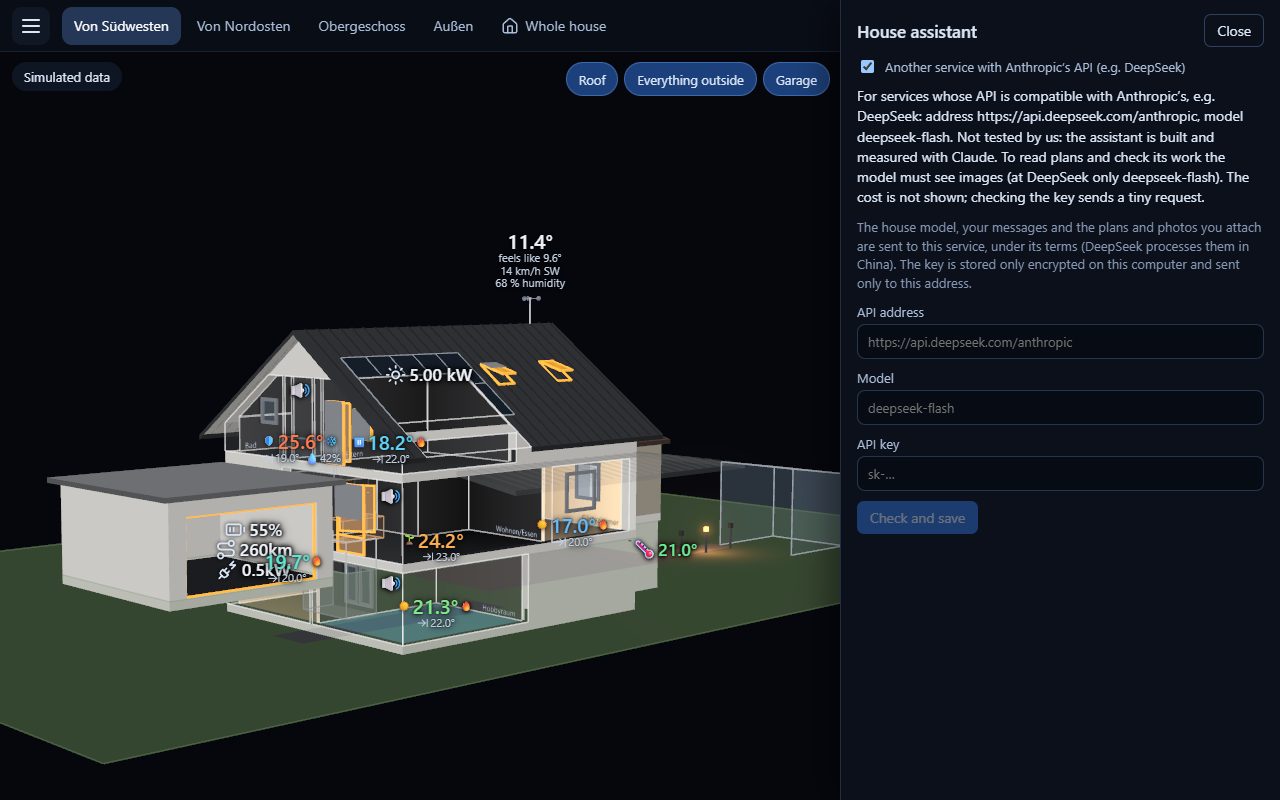 Von Südwesten
Von Nordosten
Obergeschoss
Außen
Whole house
Simulated data
Roof
Everything outside
Garage
11.4°
feels like 9.6°
14 km/h SW
68 % humidity
5.00 kW
25.6°
19.0°
42%
18.2°
22.0°
Bad
55%
260km
0.5kW
19.7°
20.0°
24.2°
23.0°
Wohnen/Essen
17.0°
20.0°
21.0°
21.3°
22.0°
Hobbyraum
House assistant
Close
Another service with Anthropic's API (e.g. DeepSeek)
For services whose API is compatible with Anthropic's, e.g.
DeepSeek: address https://api.deepseek.com/anthropic, model
deepseek-flash. Not tested by us: the assistant is built and
measured with Claude. To read plans and check its work the
model must see images (at DeepSeek only deepseek-flash). The
cost is not shown; checking the key sends a tiny request.
The house model, your messages and the plans and photos you attach
are sent to this service, under its terms (DeepSeek processes them in
China). The key is stored only encrypted on this computer and sent
only to this address.
API address
https://api.deepseek.com/anthropic
Model
deepseek-flash
API key
sk-...
Check and save